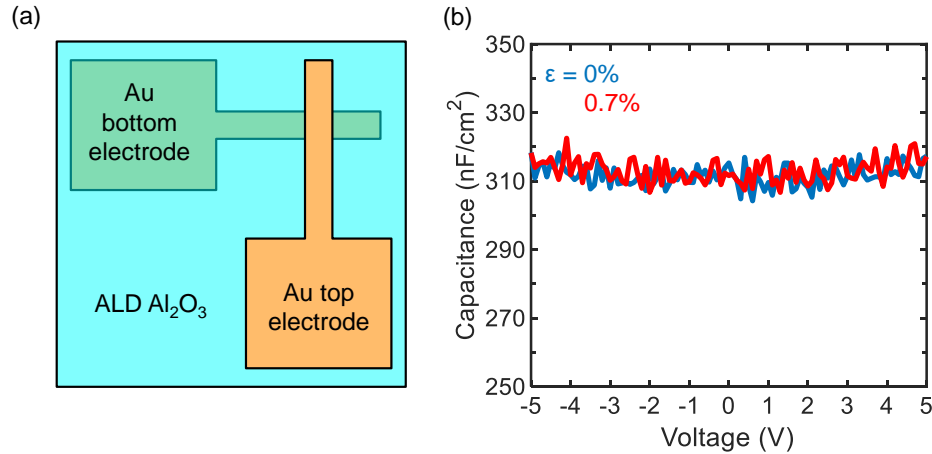 (a)
Au
bottom
electrode
ALD Al₂O₃
Au top
electrode
(b)
ε = 0%
0.7%
Capacitance (nF/cm²)
350
330
310
290
270
250
-5 -4 -3 -2 -1 0 1 2 3 4 5
Voltage (V)